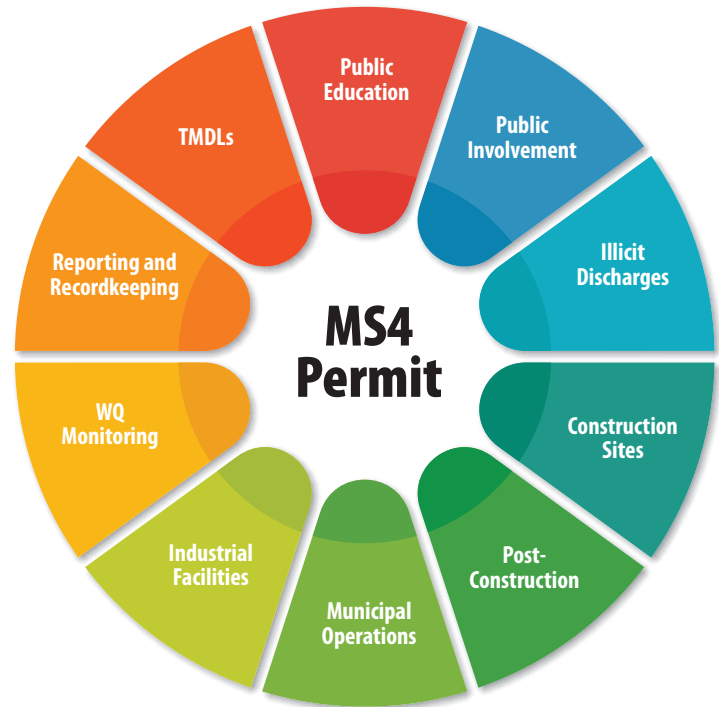 Public
Education
Public
Involvement
Illicit
Discharges
Construction
Sites
Post-
Construction
Municipal
Operations
Industrial
Facilities
WQ
Monitoring
Reporting and
Recordkeeping
TMDLs
MS4
Permit